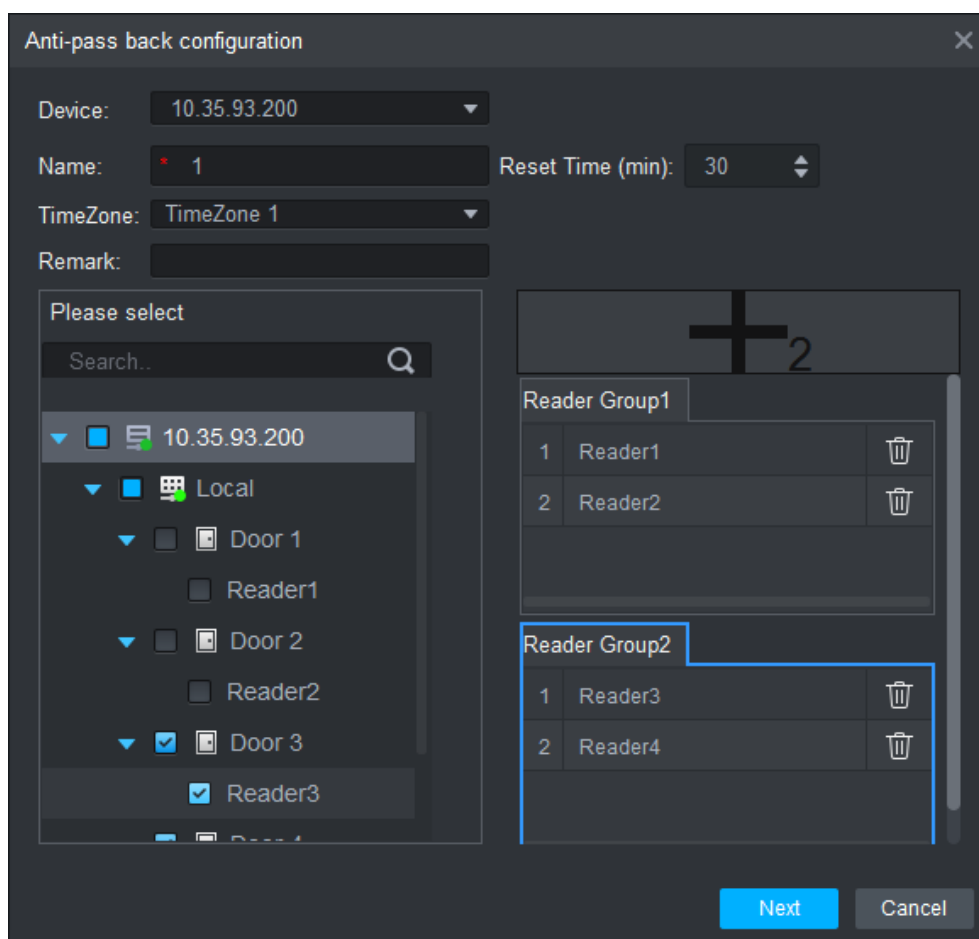 Anti-pass back configuration
Device: 10.35.93.200
Name: * 1 Reset Time (min): 30
TimeZone: TimeZone 1
Remark:
Please select
Search..
10.35.93.200
Local
Door 1
Reader1
Door 2
Reader2
Door 3
Reader3
2
Reader Group1
1 Reader1
2 Reader2
Reader Group2
1 Reader3
2 Reader4
Next Cancel